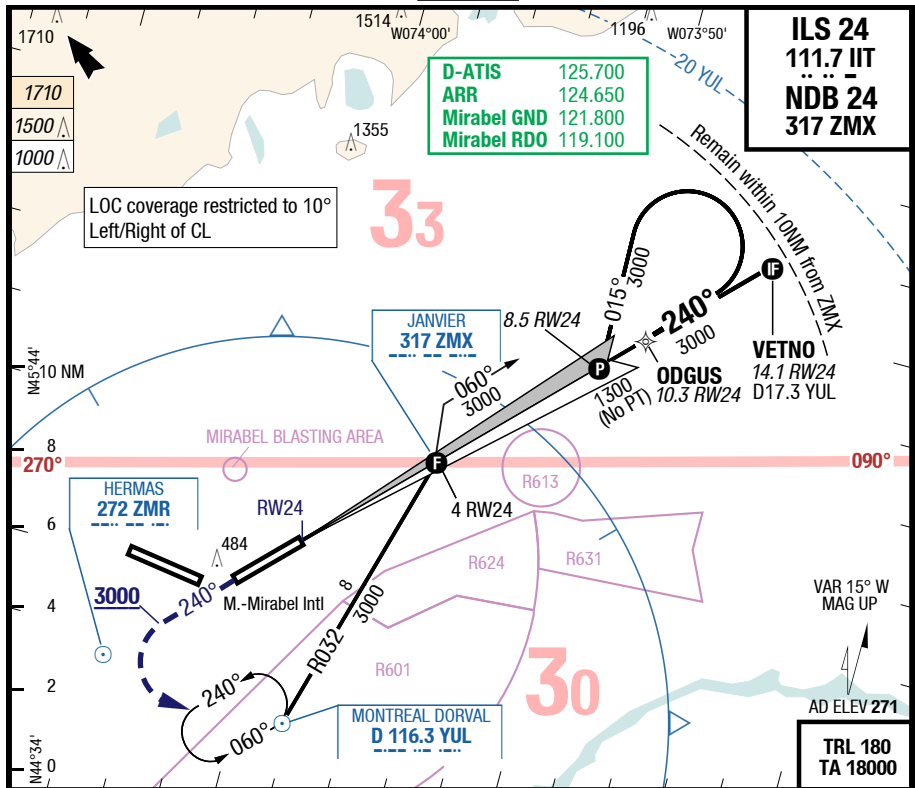 1710
1514
W074°00'
1196
W073°50'
ILS 24
111.7 IIT
NDB 24
317 ZMX
D-ATIS 125.700
ARR 124.650
Mirabel GND 121.800
Mirabel RDO 119.100
20 YUL
1710
1500
1000
1355
Remain within 10NM from ZMX
LOC coverage restricted to 10°
Left/Right of CL
33
015°
3000
240°
3000
IF
JANVIER
317 ZMX
8.5 RW24
VETNO
14.1 RW24
D17.3 YUL
N45°44'
10 NM
060°
3000
P
ODGUS
10.3 RW24
1300
(No PT)
8
MIRABEL BLASTING AREA
270°
F
090°
HERMAS
272 ZMR
RW24
4 RW24
R613
6
484
R624
R631
3000
240°
M.-Mirabel Intl
8
3000
R032
VAR 15° W
MAG UP
4
R601
30
2
240°
060°
MONTREAL DORVAL
D 116.3 YUL
AD ELEV 271
N44°34'
0
TRL 180
TA 18000